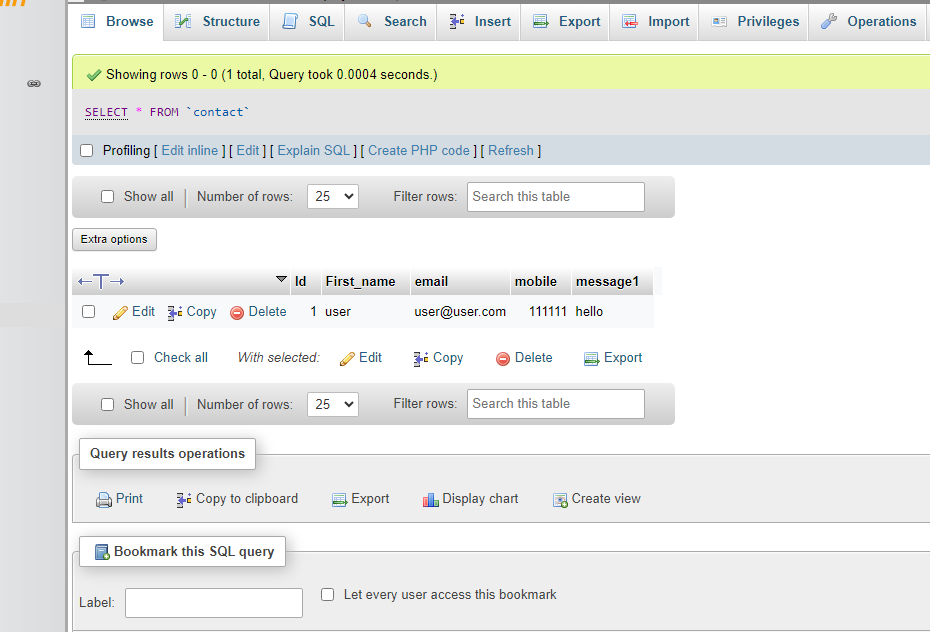 Browse Structure SQL Search Insert Export Import Privileges Operations
Showing rows 0 - 0 (1 total, Query took 0.0004 seconds.)
SELECT * FROM `contact`
Profiling [ Edit inline ] [ Edit ] [ Explain SQL ] [ Create PHP code ] [ Refresh ]
Show all | Number of rows: 25 Filter rows: Search this table
Extra options
←T→ Id First_name email mobile message1
Edit Copy Delete 1 user user@user.com 111111 hello
Check all With selected: Edit Copy Delete Export
Show all | Number of rows: 25 Filter rows: Search this table
Query results operations
Print Copy to clipboard Export Display chart Create view
Bookmark this SQL query
Label: Let every user access this bookmark